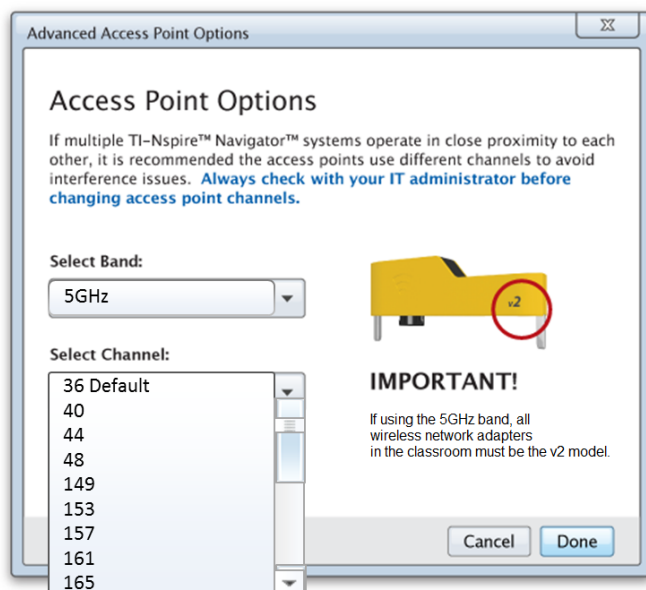 Advanced Access Point Options
Access Point Options
If multiple TI-Nspire™ Navigator™ systems operate in close proximity to each
other, it is recommended the access points use different channels to avoid
interference issues. Always check with your IT administrator before
changing access point channels.
Select Band:
5GHz
Select Channel:
36 Default
40
44
48
149
153
157
161
165
v2
IMPORTANT!
If using the 5GHz band, all
wireless network adapters
in the classroom must be the v2 model.
Cancel
Done